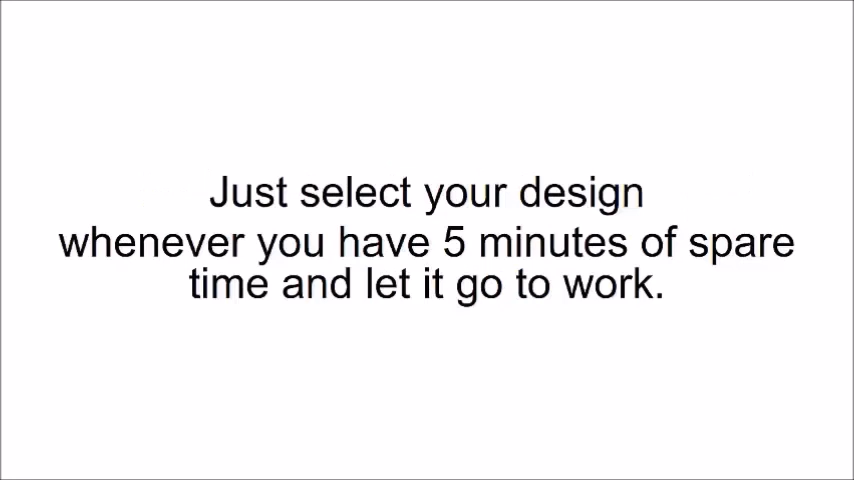 Just select your design
whenever you have 5 minutes of spare
time and let it go to work.